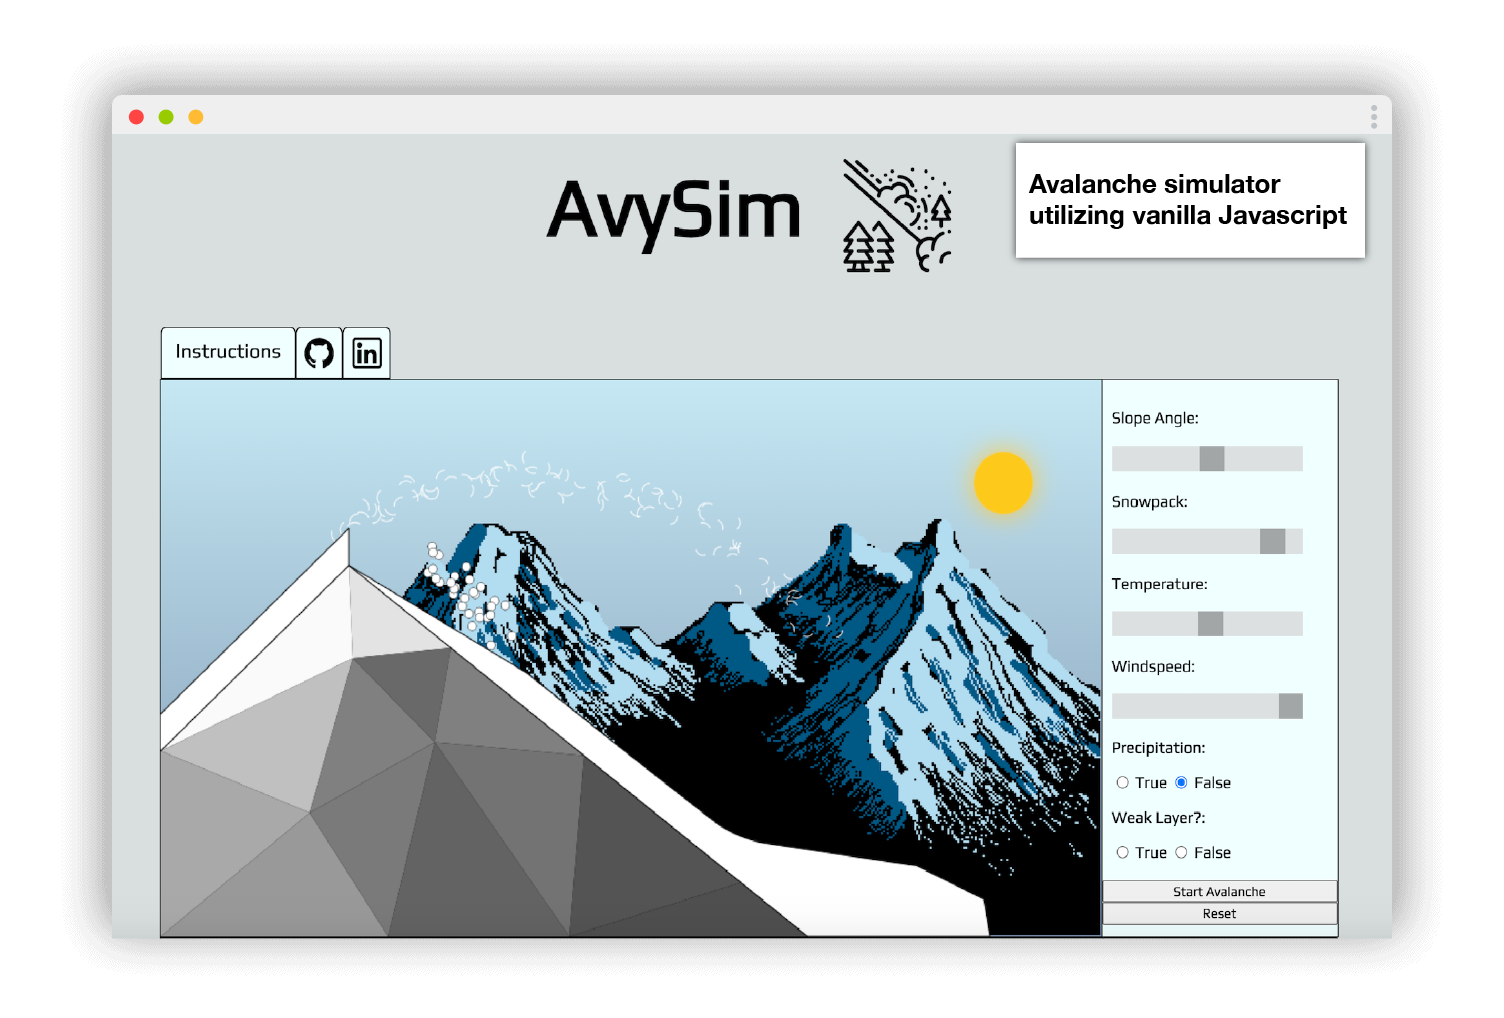 AvySim
Avalanche simulator
utilizing vanilla Javascript
Instructions
in
Slope Angle:
Snowpack:
Temperature:
Windspeed:
Precipitation:
True False
Weak Layer?:
True False
Start Avalanche
Reset